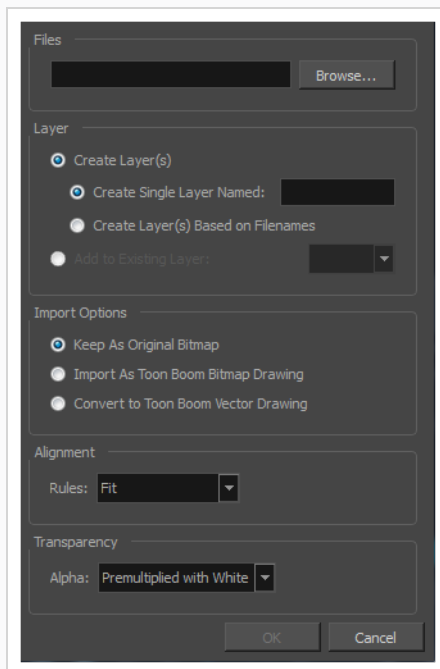 Files
Browse...
Layer
Create Layer(s)
Create Single Layer Named:
Create Layer(s) Based on Filenames
Add to Existing Layer:
Import Options
Keep As Original Bitmap
Import As Toon Boom Bitmap Drawing
Convert to Toon Boom Vector Drawing
Alignment
Rules: Fit
Transparency
Alpha: Premultiplied with White
OK Cancel